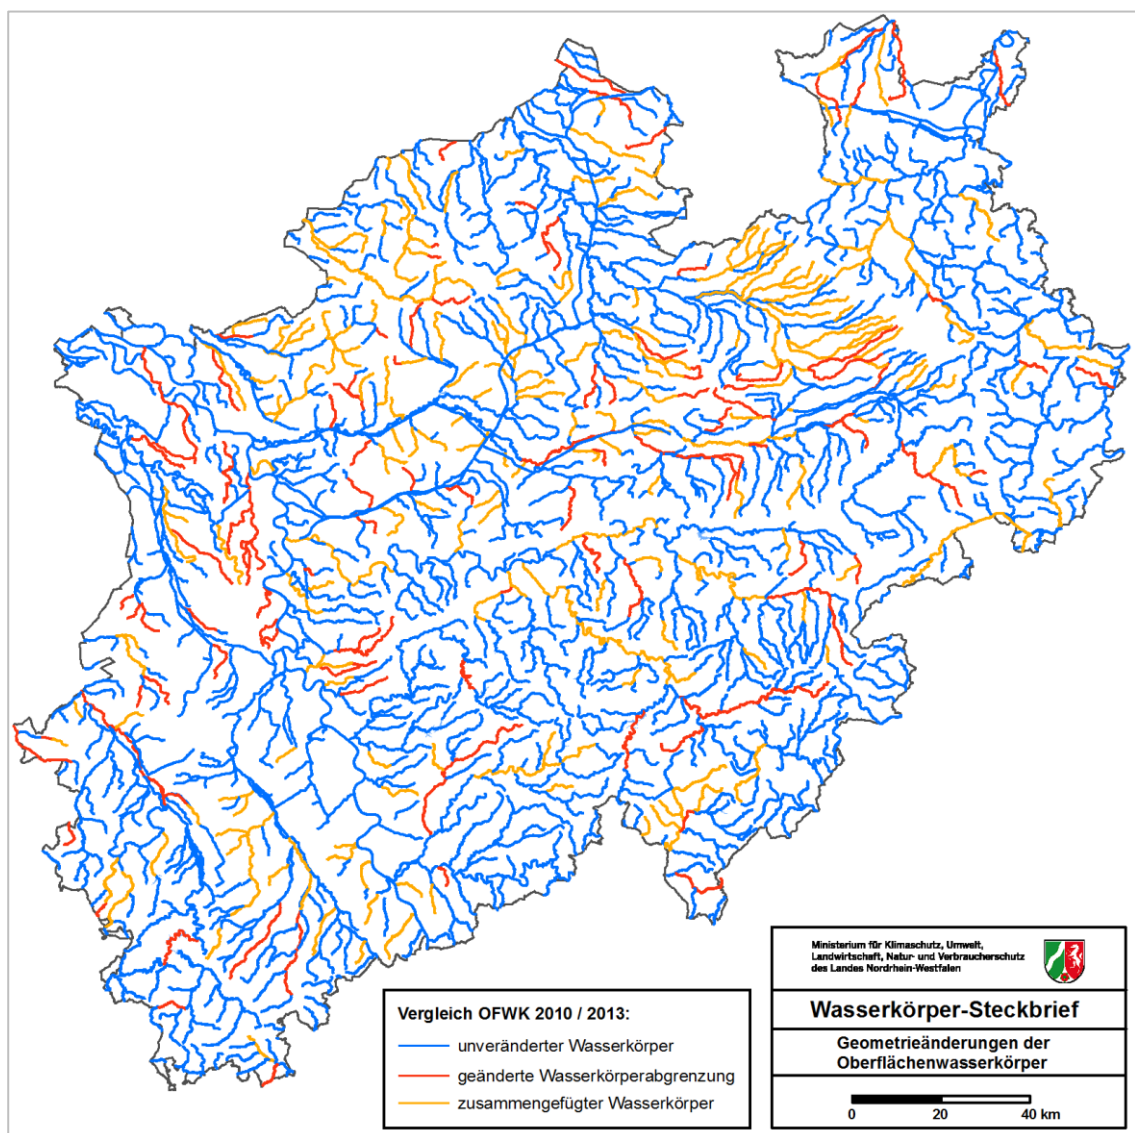 Ministerium für Klimaschutz, Umwelt,
Landwirtschaft, Natur- und Verbraucherschutz
des Landes Nordrhein-Westfalen
Wasserkörper-Steckbrief
Geometrieänderungen der
Oberflächenwasserkörper
0 20 40 km
Vergleich OFWK 2010 / 2013:
unveränderter Wasserkörper
geänderte Wasserkörperabgrenzung
zusammengefügter Wasserkörper